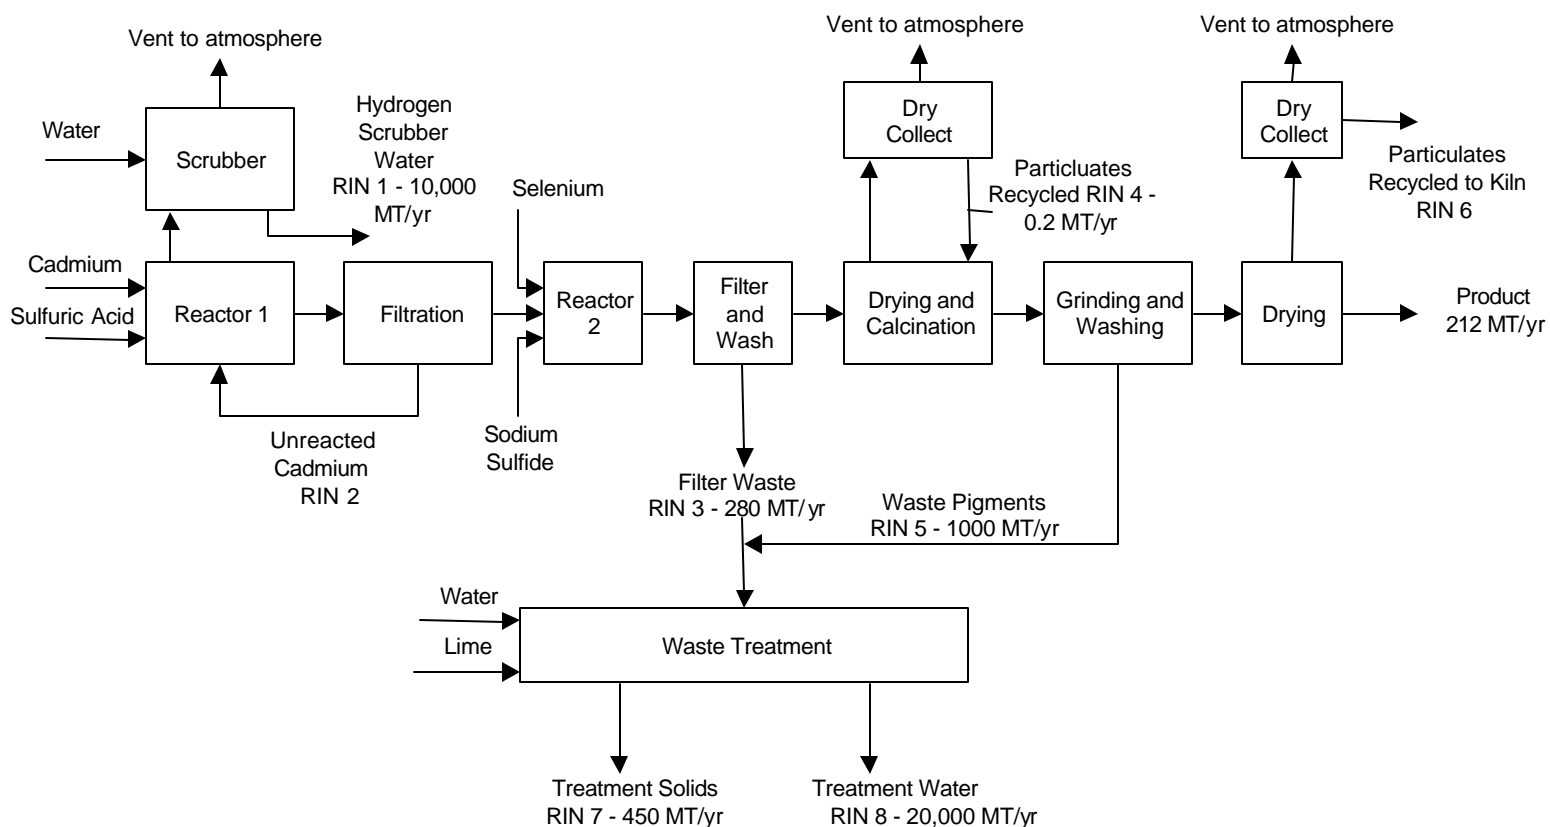 Vent to atmosphere
Vent to atmosphere
Vent to atmosphere
Water
Scrubber
Hydrogen
Scrubber
Water
RIN 1 - 10,000
MT/yr
Dry
Collect
Dry
Collect
Particluates
Recycled RIN 4 -
0.2 MT/yr
Particulates
Recycled to Kiln
RIN 6
Selenium
Cadmium
Sulfuric Acid
Reactor 1
Filtration
Reactor
2
Filter
and
Wash
Drying and
Calcination
Grinding and
Washing
Drying
Product
212 MT/yr
Unreacted
Cadmium
RIN 2
Sodium
Sulfide
Filter Waste
RIN 3 - 280 MT/yr
Waste Pigments
RIN 5 - 1000 MT/yr
Water
Lime
Waste Treatment
Treatment Solids
RIN 7 - 450 MT/yr
Treatment Water
RIN 8 - 20,000 MT/yr